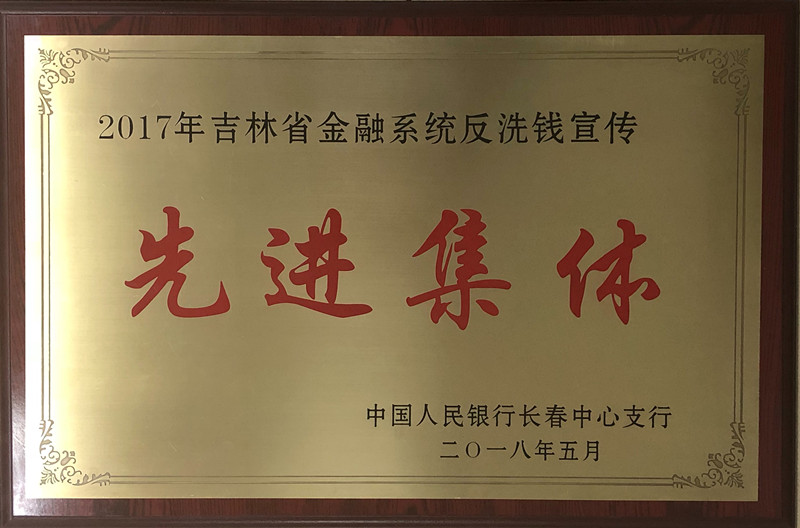 2017年吉林省金融系统反洗钱宣传
先进集体
中国人民银行长春中心支行
二〇一八年五月